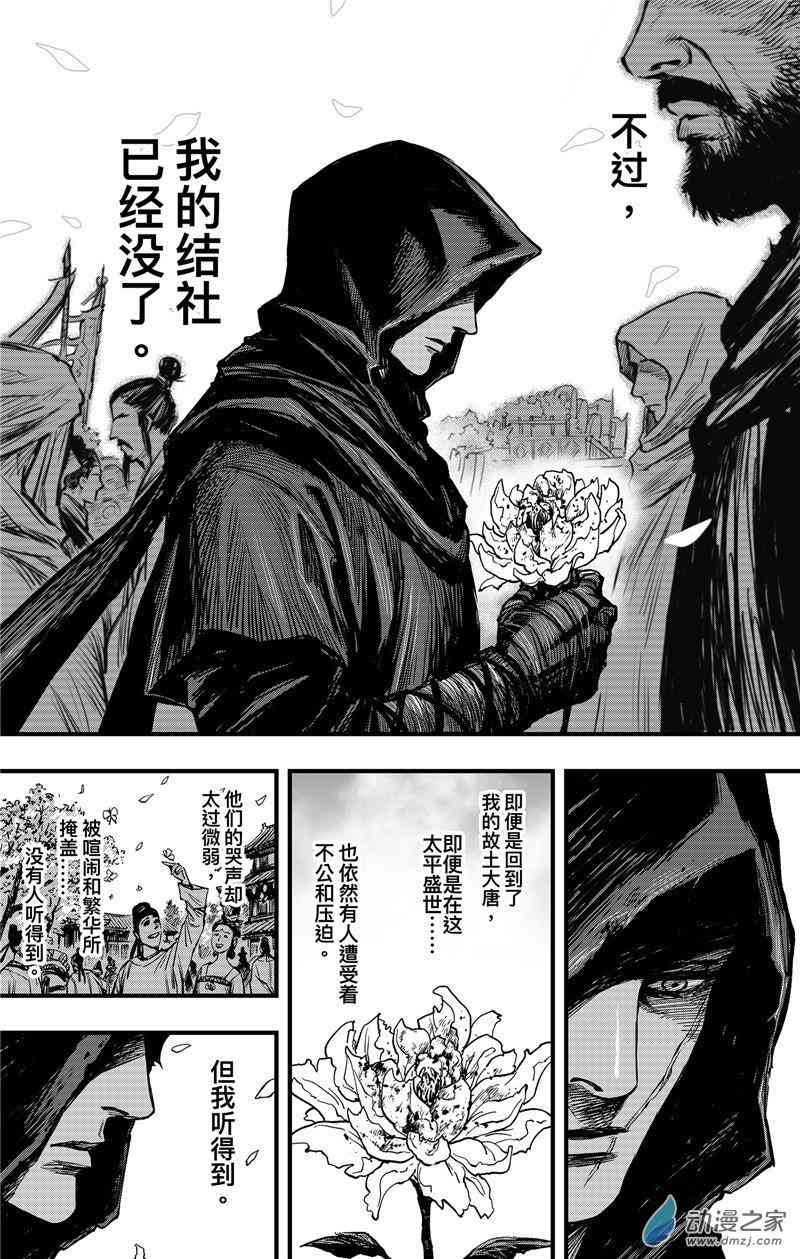 不过，
我的结社
已经没了。
即便是回到了
我的故土大唐，
即便是在这
太平盛世……
也依然有人遭受着
不公和压迫。
他们的哭声却
太过微弱，
被喧闹和繁华所
掩盖……
没有人听得到。
但我听得到。
动漫之家
www.dmzj.com